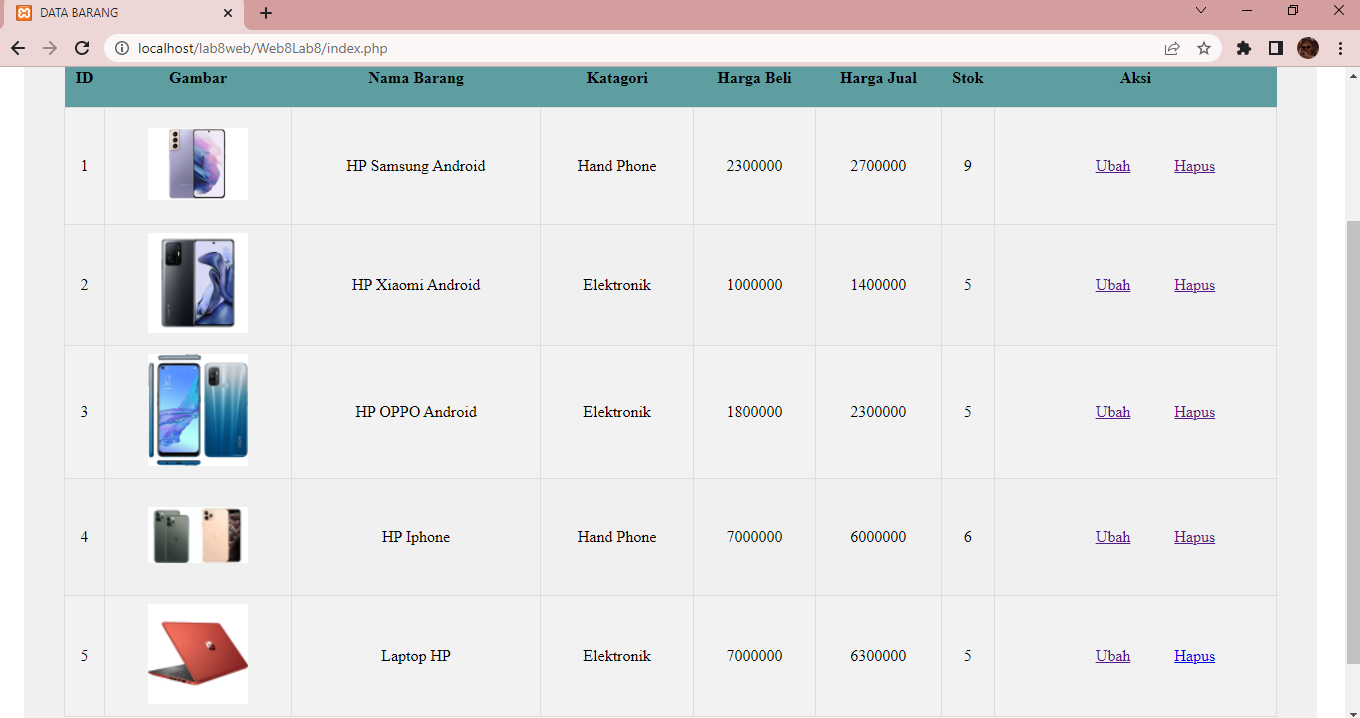 DATA BARANG
localhost/lab8web/Web8Lab8/index.php
ID Gambar Nama Barang Katagori Harga Beli Harga Jual Stok Aksi
1 HP Samsung Android Hand Phone 2300000 2700000 9 Ubah Hapus
2 HP Xiaomi Android Elektronik 1000000 1400000 5 Ubah Hapus
3 HP OPPO Android Elektronik 1800000 2300000 5 Ubah Hapus
4 HP Iphone Hand Phone 7000000 6000000 6 Ubah Hapus
5 Laptop HP Elektronik 7000000 6300000 5 Ubah Hapus